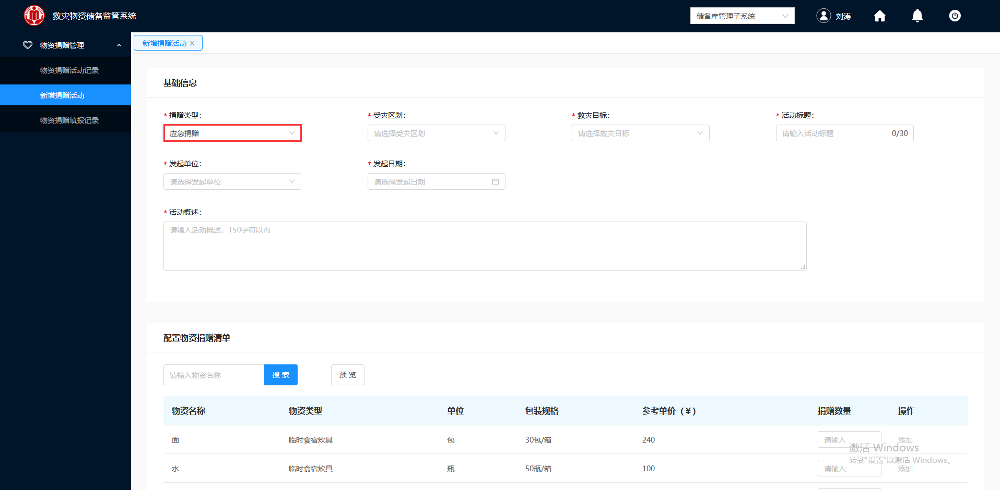 救灾物资储备监管系统
储备库管理子系统
刘涛
物资捐赠管理
物资捐赠活动记录
新增捐赠活动
物资捐赠填报记录
新增捐赠活动
基础信息
* 捐赠类型:
应急捐赠
* 受灾区划:
请选择受灾区划
* 救灾目标:
请选择救灾目标
* 活动标题:
请输入活动标题 0/30
* 发起单位:
请选择发起单位
* 发起日期:
请选择发起日期
* 活动概述:
请输入活动概述，150字符以内
配置物资捐赠清单
请输入物资名称 搜索 预览
物资名称 物资类型 单位 包装规格 参考单价（¥） 捐赠数量 操作
面 临时食宿炊具 包 30包/箱 240 请输入 添加
水 临时食宿炊具 瓶 50瓶/箱 100 请输入 添加
激活 Windows
转到“设置”以激活 Windows。